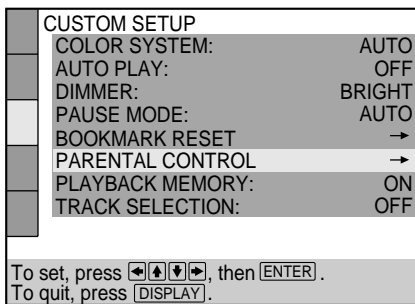 CUSTOM SETUP
COLOR SYSTEM: AUTO
AUTO PLAY: OFF
DIMMER: BRIGHT
PAUSE MODE: AUTO
BOOKMARK RESET →
PARENTAL CONTROL →
PLAYBACK MEMORY: ON
TRACK SELECTION: OFF
To set, press ←↑↓→, then ENTER.
To quit, press DISPLAY.